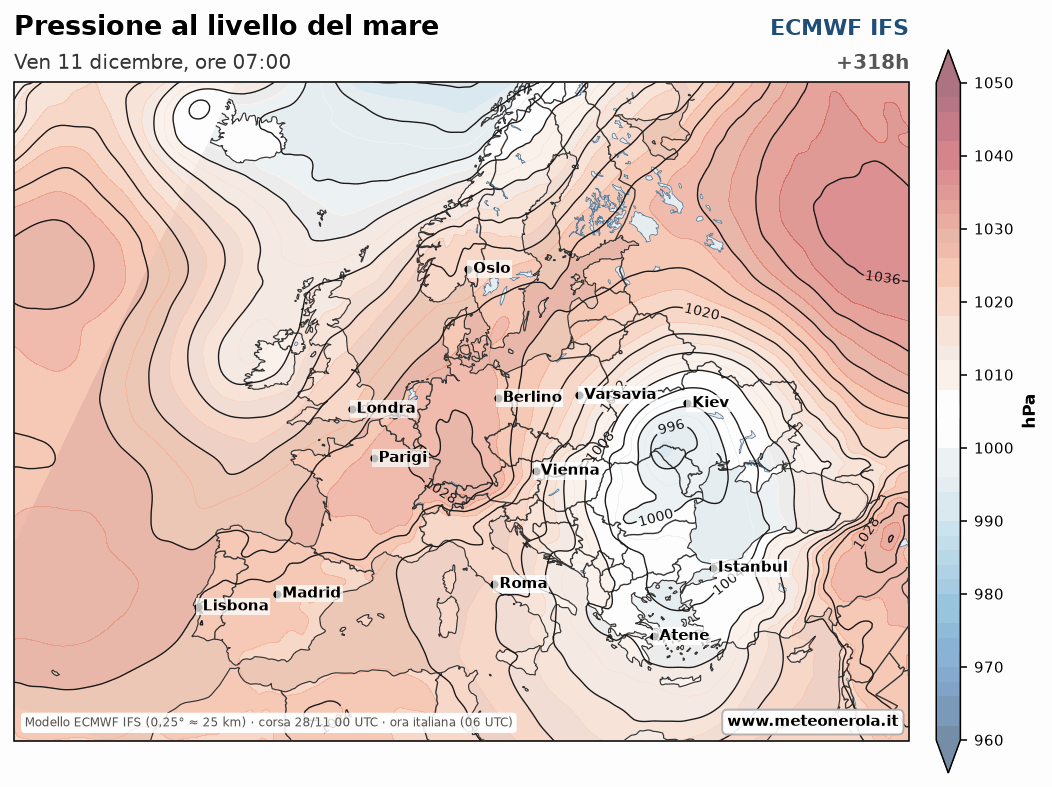 Pressione al livello del mare
ECMWF IFS
Ven 11 dicembre, ore 07:00
+318h
1050
1040
1030
1020
1010
1000
990
980
970
960
hPa
1036
Oslo
1020
Berlino
Varsavia
Kiev
Londra
996
1008
Parigi
Vienna
1028
1000
1028
Istanbul
Roma
Madrid
Lisbona
Atene
Modello ECMWF IFS (0,25° ≈ 25 km) · corsa 28/11 00 UTC · ora italiana (06 UTC)
www.meteonerola.it